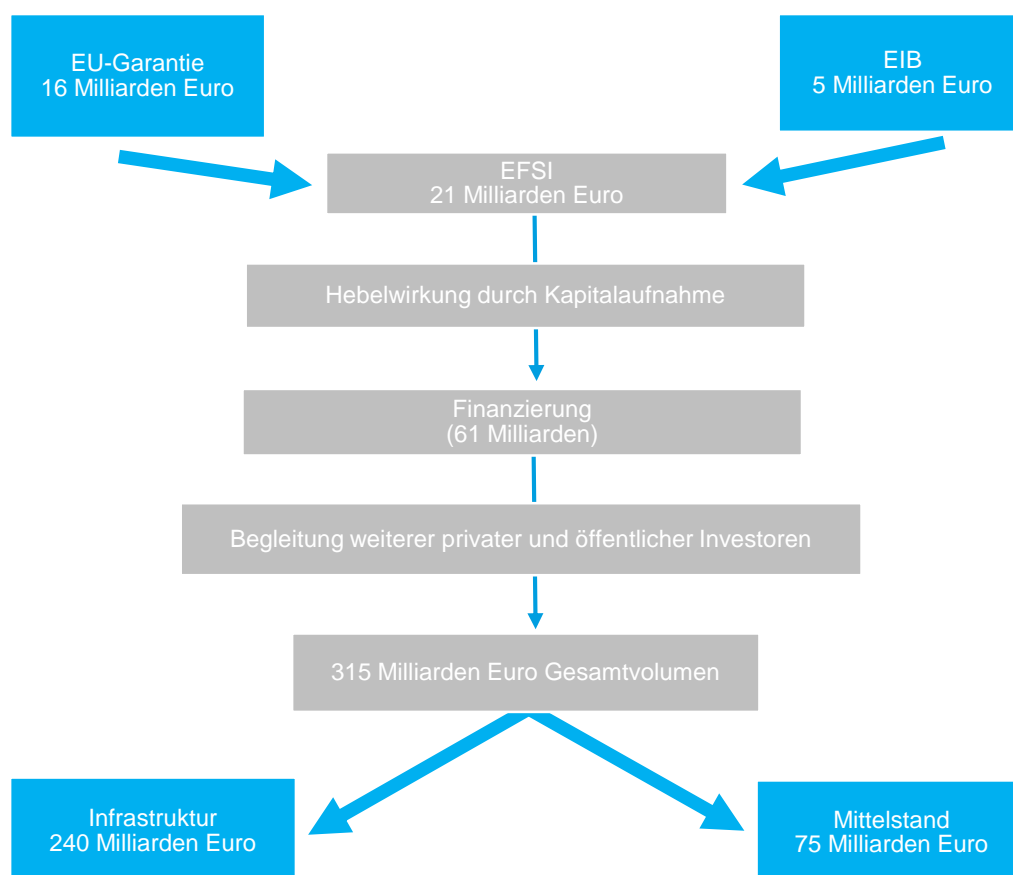 EU-Garantie
16 Milliarden Euro
EIB
5 Milliarden Euro
EFSI
21 Milliarden Euro
Hebelwirkung durch Kapitalaufnahme
Finanzierung
(61 Milliarden)
Begleitung weiterer privater und öffentlicher Investoren
315 Milliarden Euro Gesamtvolumen
Infrastruktur
240 Milliarden Euro
Mittelstand
75 Milliarden Euro